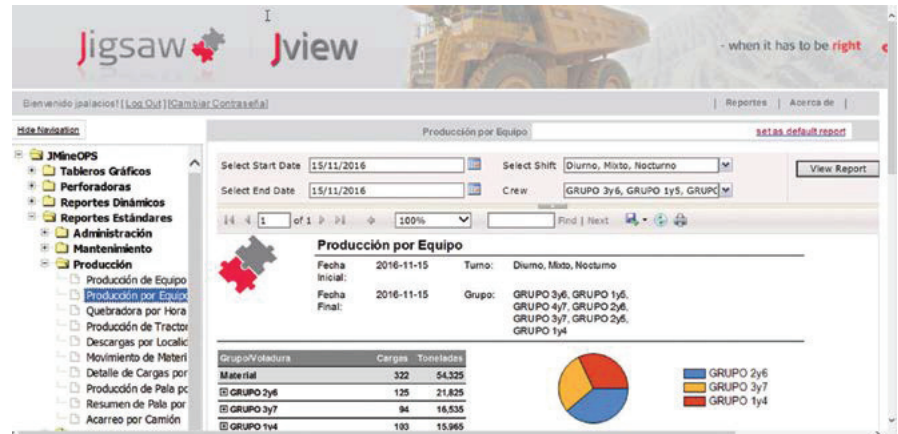 Jigsaw Jview
- when it has to be right
Bienvenido jpalacios! [ Log Out ] [Cambiar Contraseña]
| Reportes | Acerca de |
Hide Navigation
Producción por Equipo
set as default report
JMineOPS
Tableros Gráficos
Perforadoras
Reportes Dinámicos
Reportes Estándares
Administración
Mantenimiento
Producción
Producción de Equipo
Producción por Equipo
Quebradora por Hora
Producción de Tractor
Descargas por Localid
Movimiento de Materi
Detalle de Cargas por
Producción de Pala po
Resumen de Pala por
Acarreo por Camión
Select Start Date 15/11/2016 Select Shift Diurno, Mixto, Nocturno View Report
Select End Date 15/11/2016 Crew GRUPO 3y6, GRUPO 1y5, GRUPO
1 of 1 100% Find | Next
Producción por Equipo
Fecha Inicial: 2016-11-15 Turno: Diurno, Mixto, Nocturno
Fecha Final: 2016-11-15 Grupo: GRUPO 3y6, GRUPO 1y5,
GRUPO 4y7, GRUPO 2y6,
GRUPO 3y7, GRUPO 2y6,
GRUPO 1y4
Grupo/Voladura Cargas Toneladas
Material 322 54,325
GRUPO 2y6 125 21,825
GRUPO 3y7 94 16,535
GRUPO 1y4 103 15,965
GRUPO 2y6
GRUPO 3y7
GRUPO 1y4